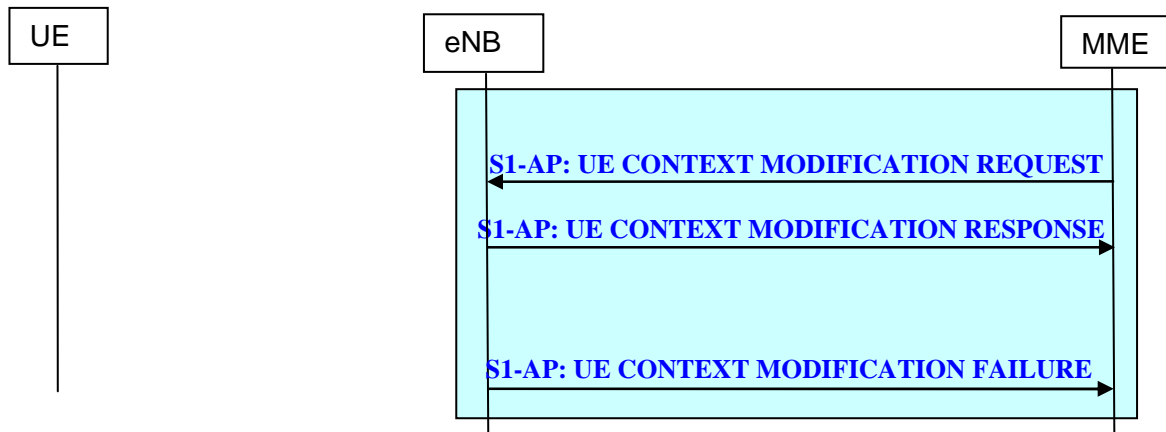 UE
eNB
MME
S1-AP: UE CONTEXT MODIFICATION REQUEST
S1-AP: UE CONTEXT MODIFICATION RESPONSE
S1-AP: UE CONTEXT MODIFICATION FAILURE